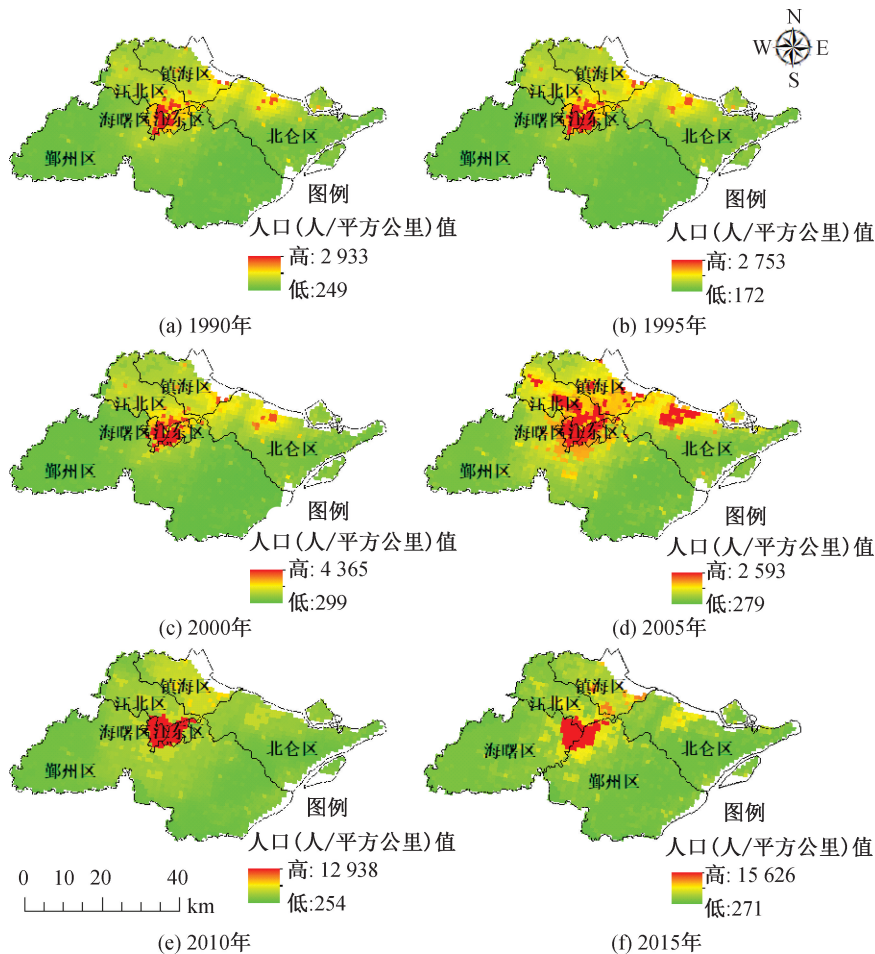 N
W E
S
镇海区
江北区
海曙区 江东区
鄞州区
北仑区
图例
人口(人/平方公里)值
高: 2 933
低:249
(a) 1990年
镇海区
江北区
海曙区 江东区
鄞州区
北仑区
图例
人口(人/平方公里)值
高: 2 753
低:172
(b) 1995年
镇海区
江北区
海曙区 江东区
鄞州区
北仑区
图例
人口(人/平方公里)值
高: 4 365
低:299
(c) 2000年
镇海区
江北区
海曙区 江东区
鄞州区
北仑区
图例
人口(人/平方公里)值
高: 2 593
低:279
(d) 2005年
镇海区
江北区
海曙区 江东区
鄞州区
北仑区
图例
人口(人/平方公里)值
高: 12 938
低:254
0 10 20 40
km
(e) 2010年
镇海区
江北区
海曙区
北仑区
鄞州区
图例
人口(人/平方公里)值
高: 15 626
低:271
(f) 2015年